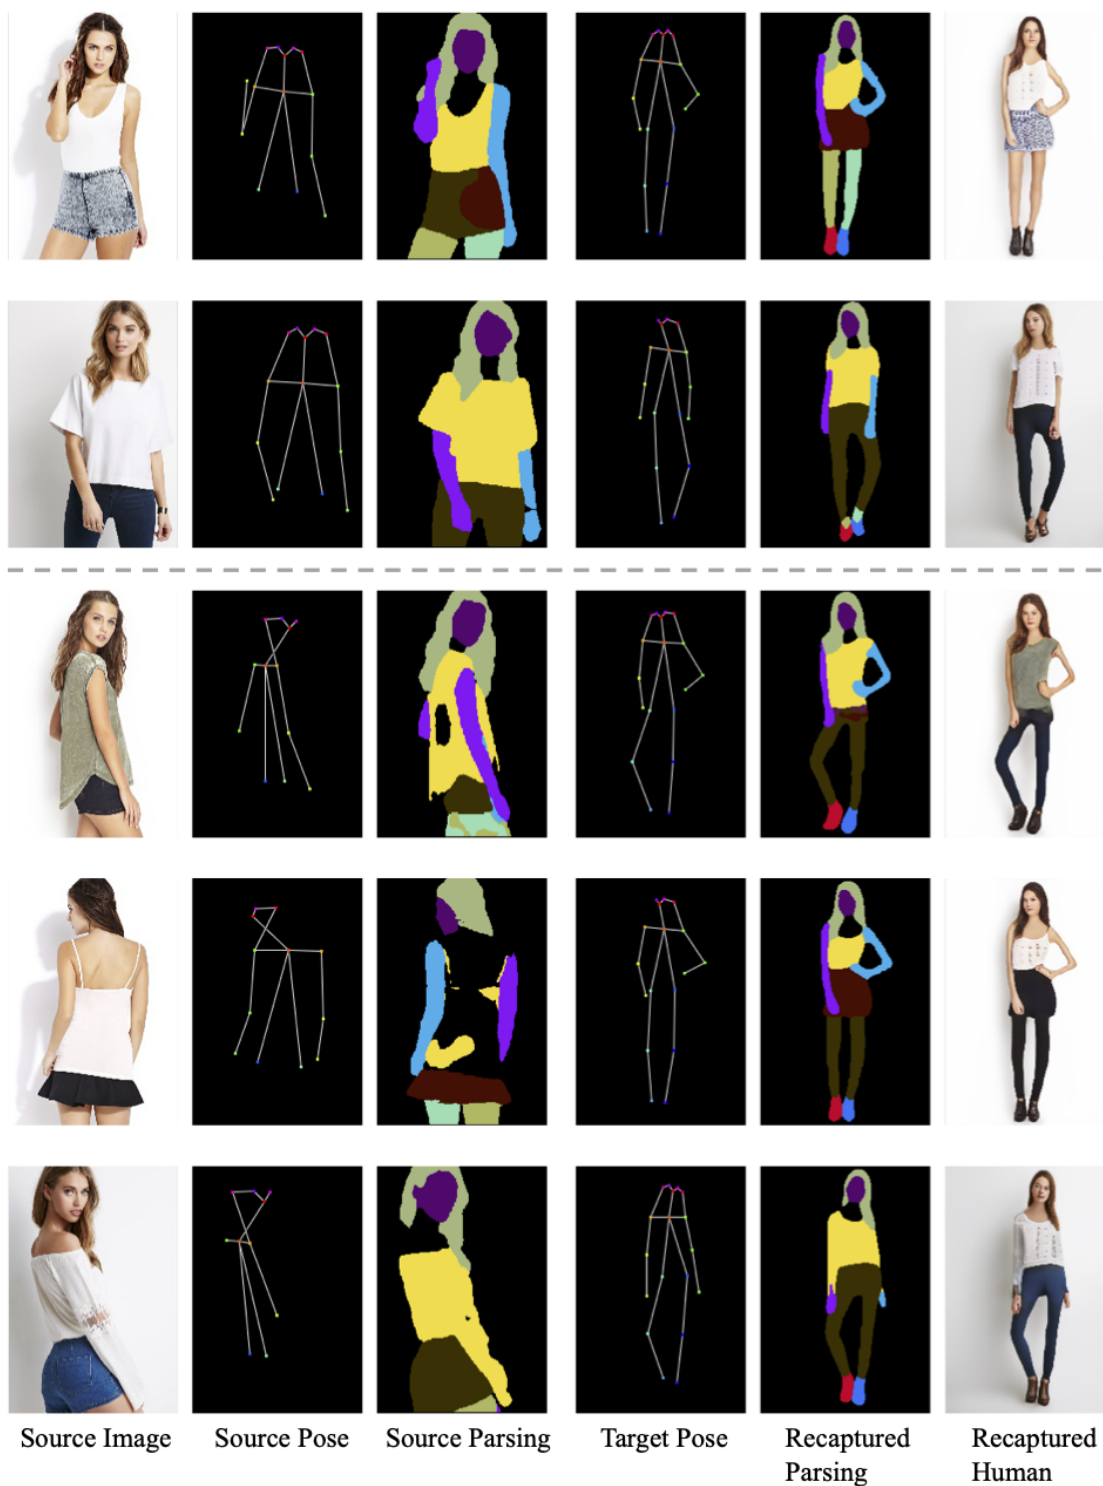 Source Image
Source Pose
Source Parsing
Target Pose
Recaptured
Parsing
Recaptured
Human